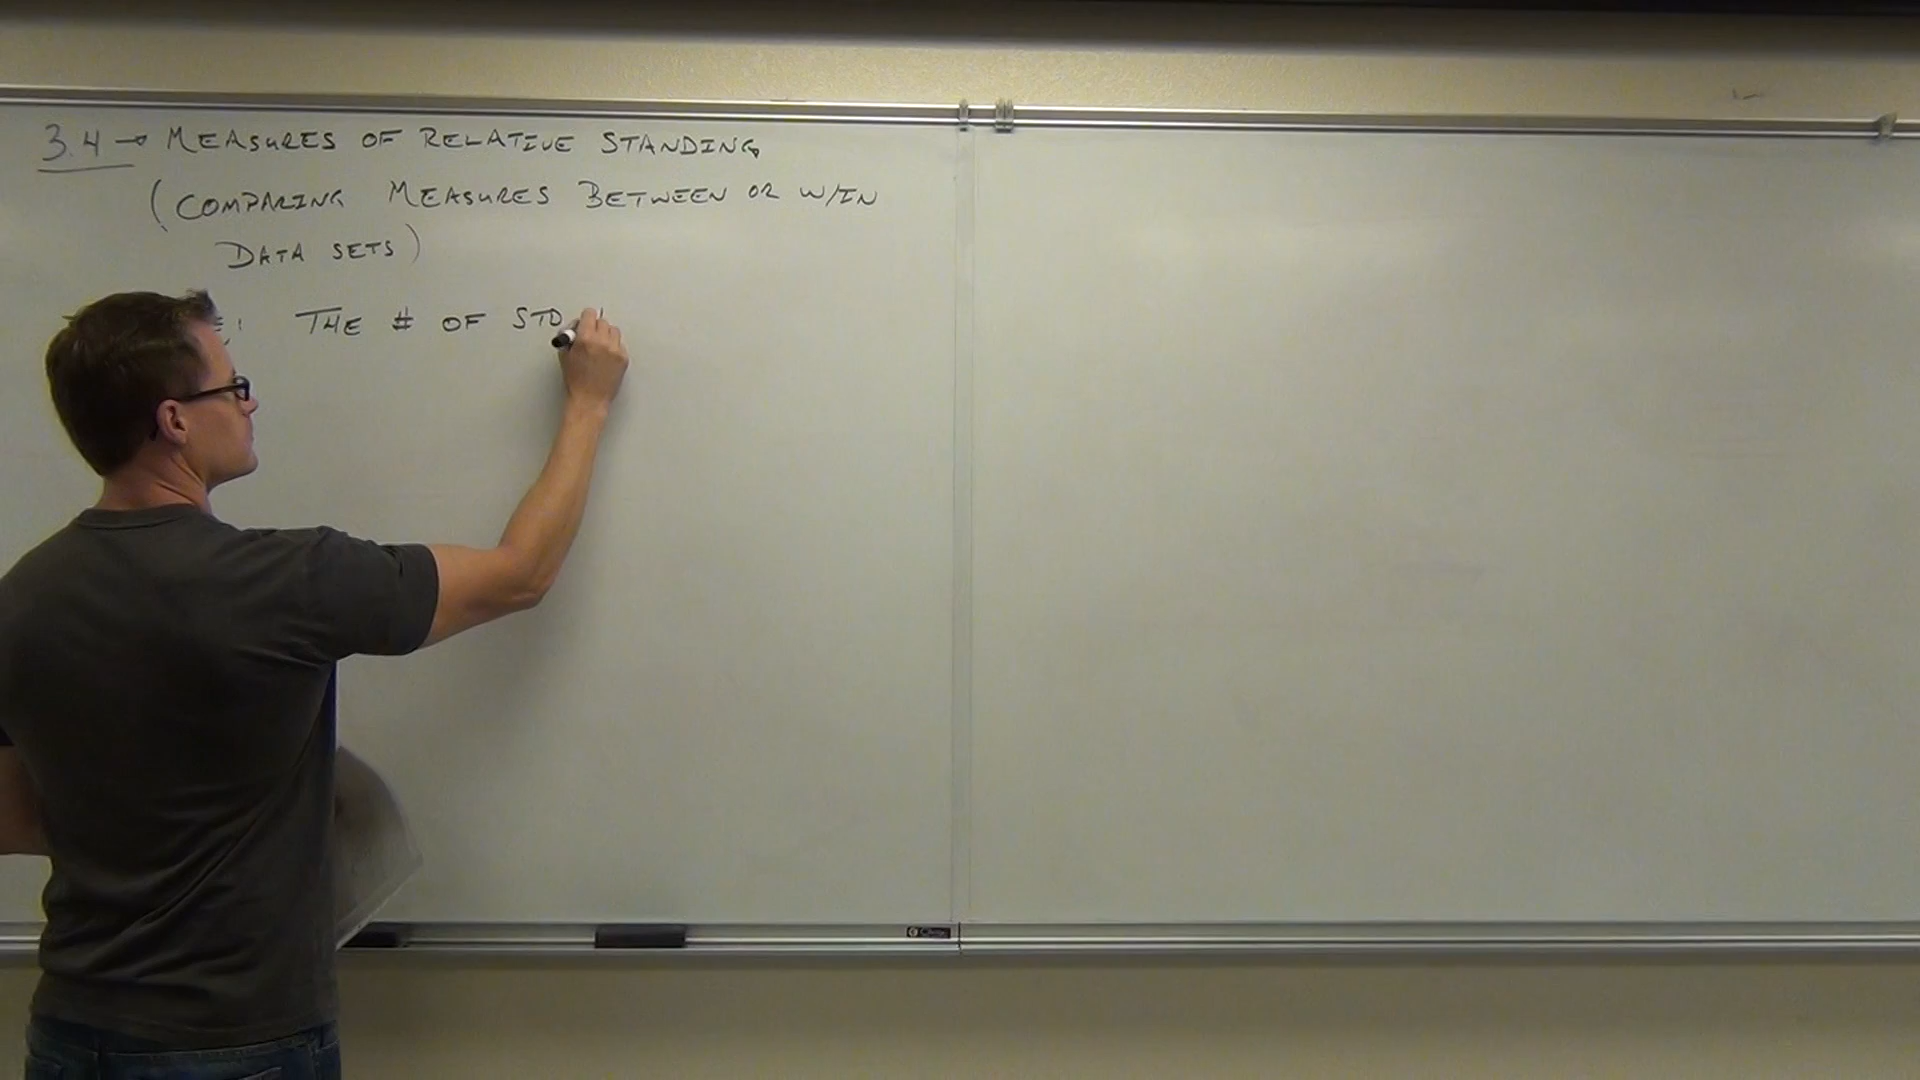 3.4 → MEASURES OF RELATIVE STANDING
(COMPARING MEASURES BETWEEN OR W/IN
DATA SETS)
THE # OF STD